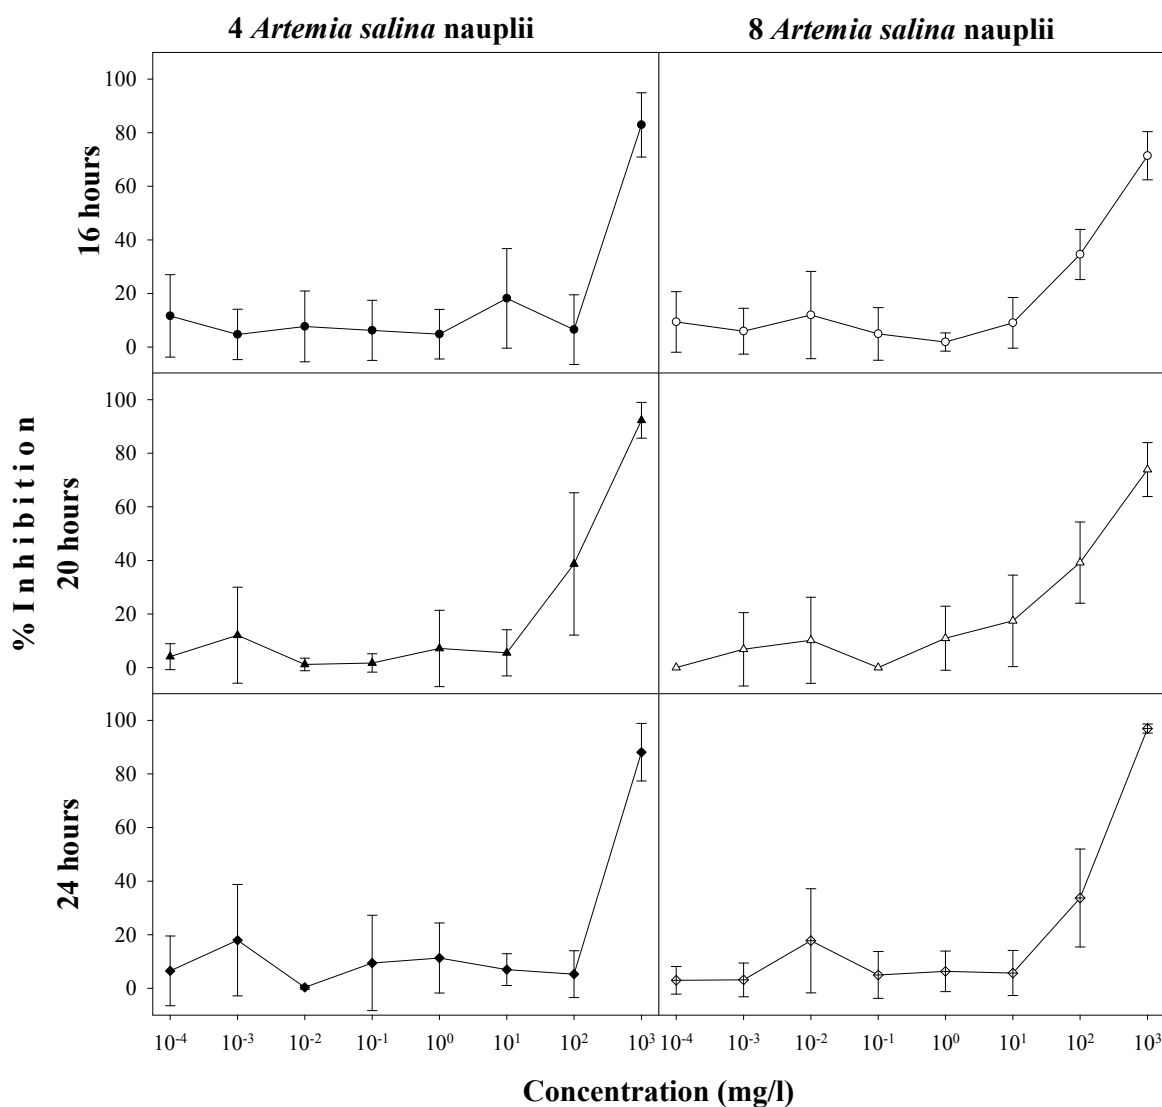 4 Artemia salina nauplii 8 Artemia salina nauplii
100
80
60
40
20
0
16 hours
100
80
60
40
20
0
20 hours
% Inhibition
100
80
60
40
20
0
24 hours
10⁻⁴ 10⁻³ 10⁻² 10⁻¹ 10⁰ 10¹ 10² 10³ 10⁻⁴ 10⁻³ 10⁻² 10⁻¹ 10⁰ 10¹ 10² 10³
Concentration (mg/l)